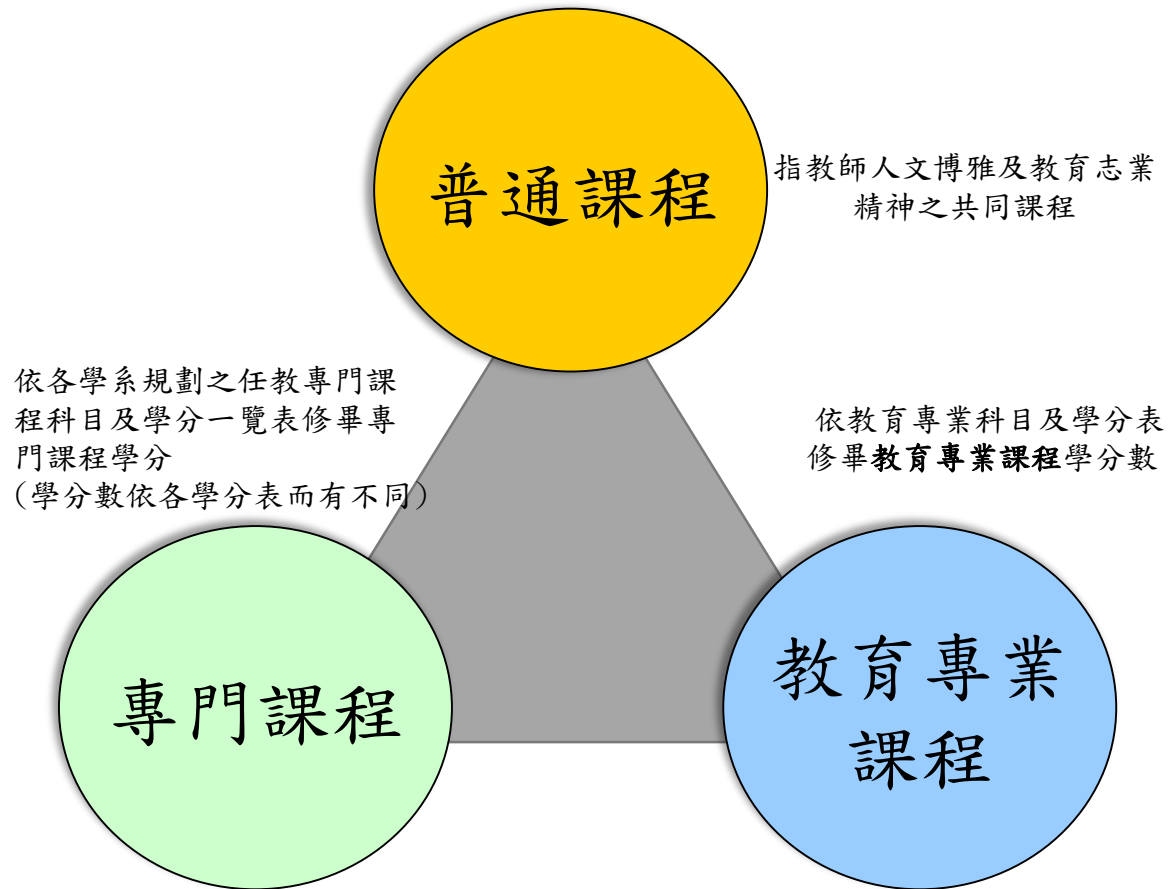 普通課程
指教師人文博雅及教育志業
精神之共同課程
依各學系規劃之任教專門課
程科目及學分一覽表修畢專
門課程學分
(學分數依各學分表而有不同)
依教育專業科目及學分表
修畢教育專業課程學分數
專門課程
教育專業
課程